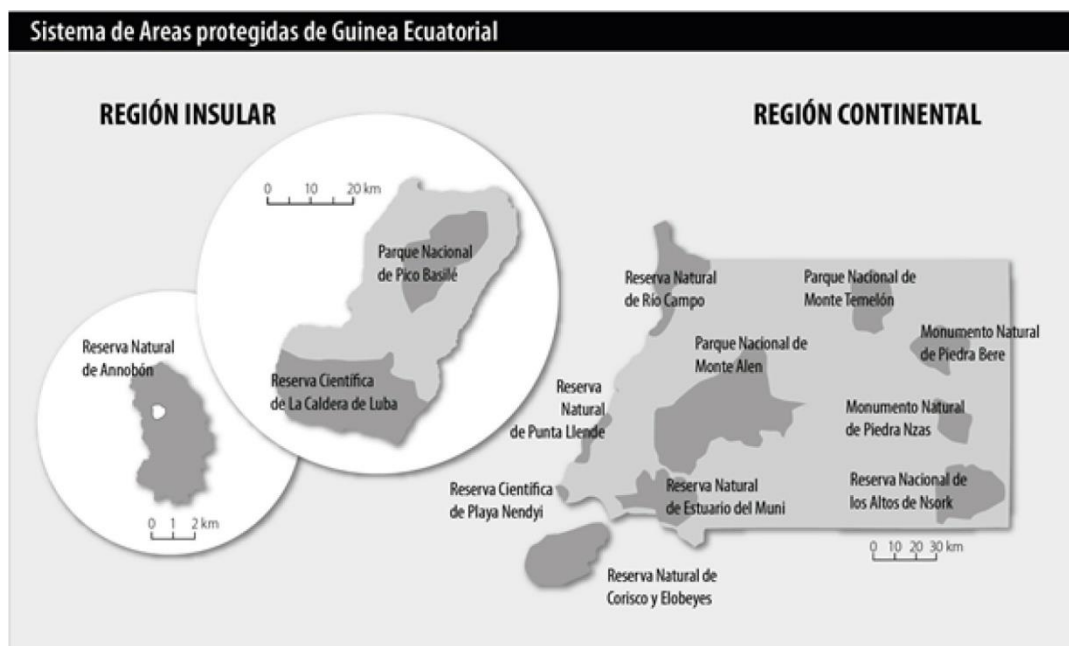 Sistema de Areas protegidas de Guinea Ecuatorial
REGIÓN INSULAR
0 10 20 km
Parque Nacional
de Pico Basilé
Reserva Científica
de La Caldera de Luba
Reserva Natural
de Annobón
0 1 2 km
REGIÓN CONTINENTAL
Reserva Natural
de Río Campo
Parque Nacional de
Monte Temelón
Monumento Natural
de Piedra Bere
Parque Nacional de
Monte Alen
Reserva
Natural
de Punta Llende
Monumento Natural
de Piedra Nzas
Reserva Científica
de Playa Nendyi
Reserva Natural
de Estuario del Muni
Reserva Nacional de
los Altos de Nsork
0 10 20 30 km
Reserva Natural de
Corisco y Elobeyes